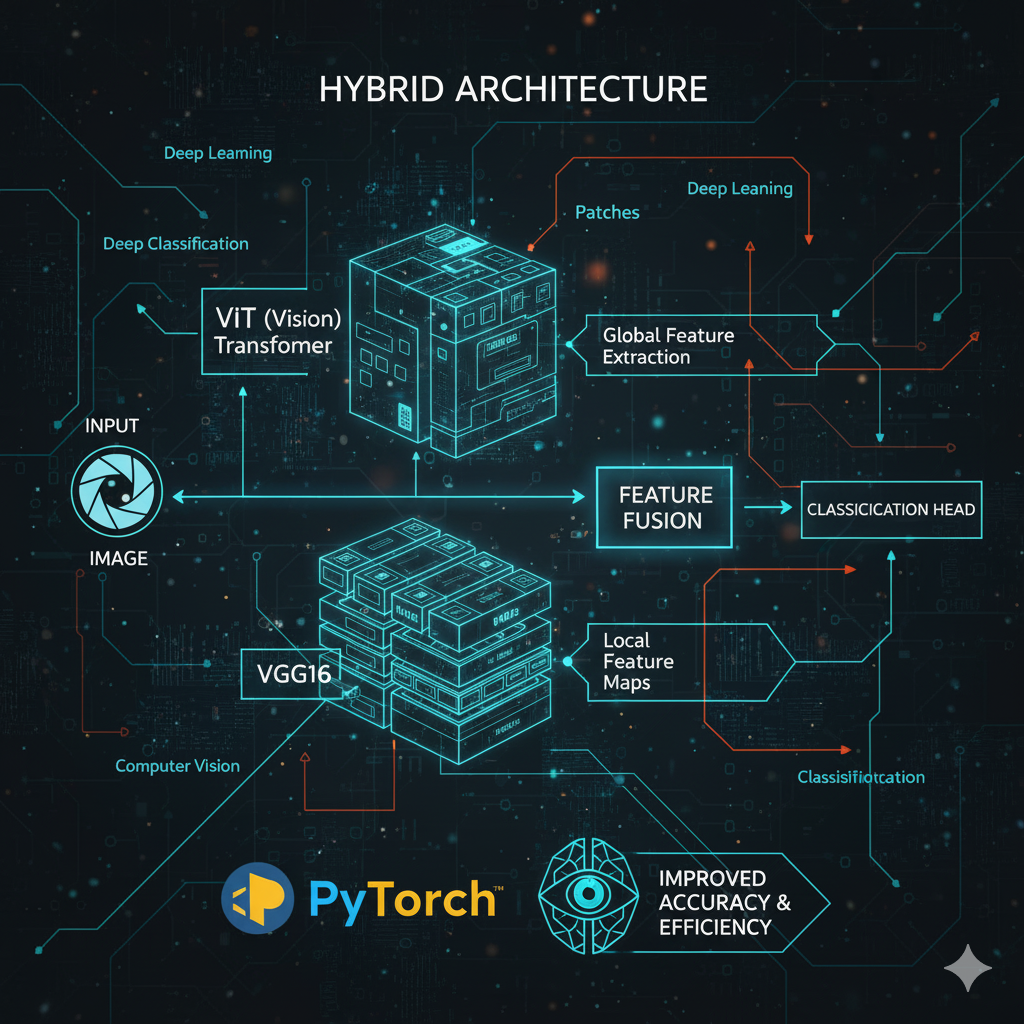 HYBRID ARCHITECTURE
Deep Leaming
Deep Leaning
Patches
Deep Classification
ViT (Vision)
Transfomer
Global Feature
Extraction
INPUT
IMAGE
FEATURE
FUSION
CLASSICICATION HEAD
VGG16
Local
Feature
Maps
Computer Vision
Classisifiotcation
PyTorch™
IMPROVED
ACCURACY &
EFFICIENCY